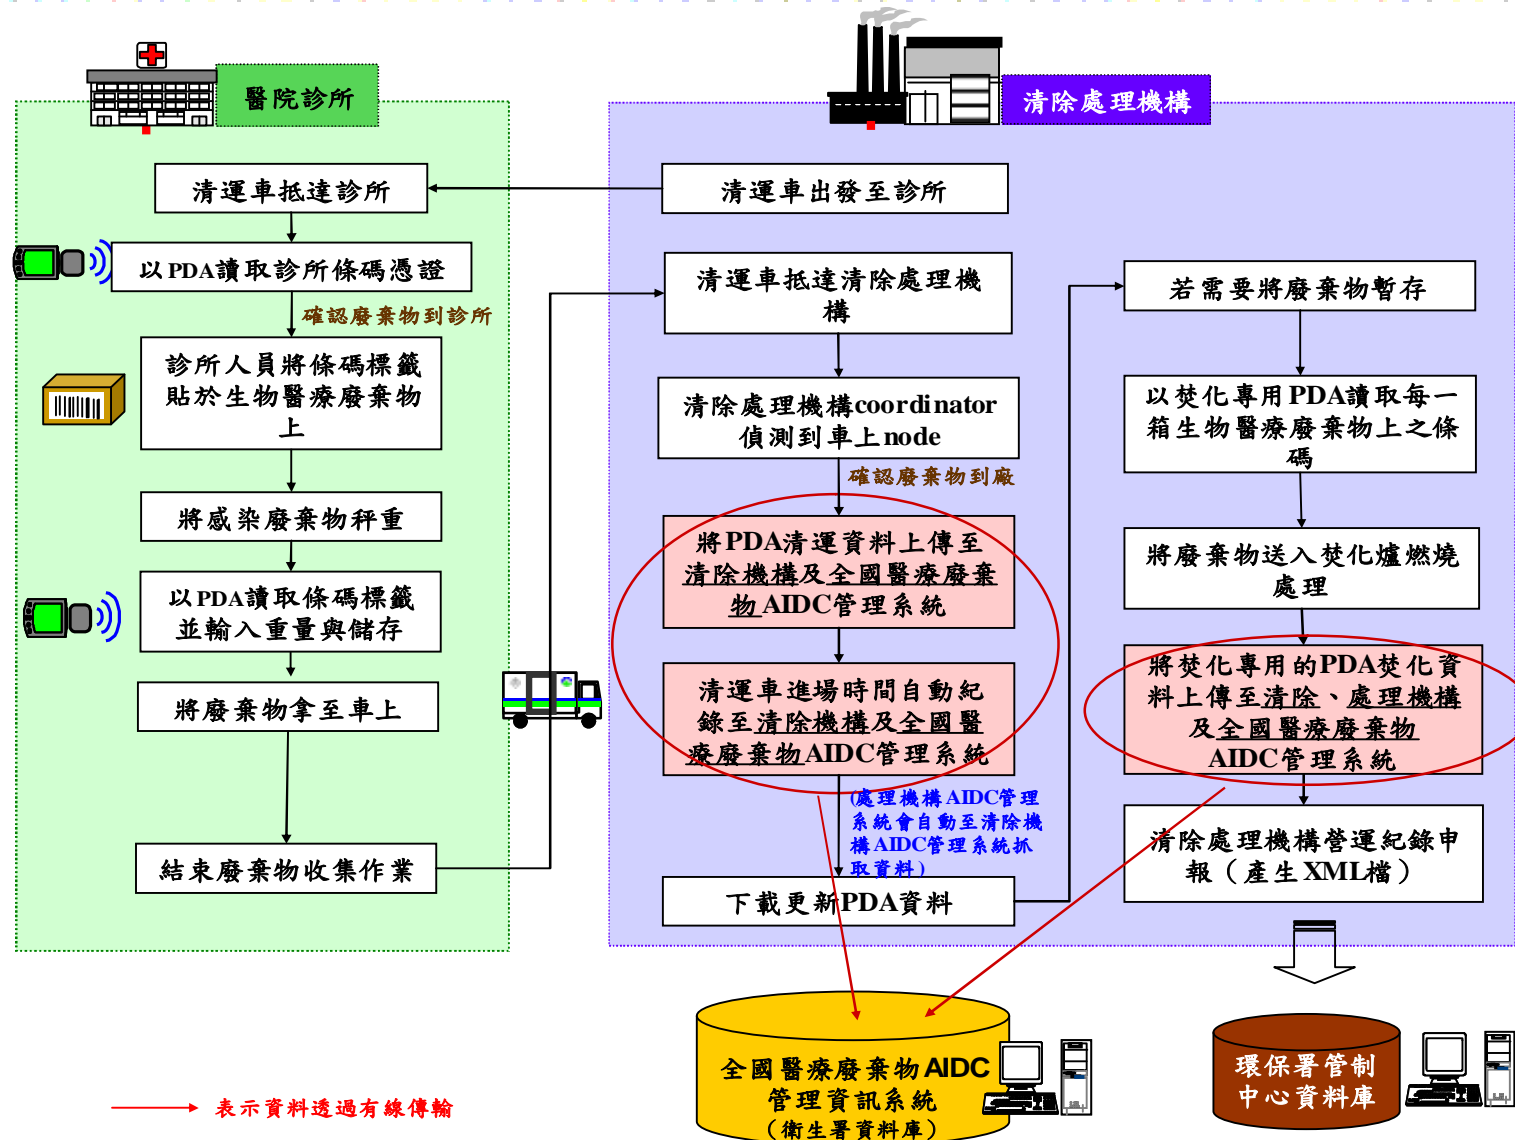 醫院診所
清運車抵達診所
以PDA讀取診所條碼憑證
確認廢棄物到診所
診所人員將條碼標籤
貼於生物醫療廢棄物
上
將感染廢棄物秤重
以PDA讀取條碼標籤
並輸入重量與儲存
將廢棄物拿至車上
結束廢棄物收集作業
清除處理機構
清運車出發至診所
清運車抵達清除處理機
構
清除處理機構coordinator
偵測到車上node
確認廢棄物到廠
將PDA清運資料上傳至
清除機構及全國醫療廢棄
物AIDC管理系統
清運車進場時間自動紀
錄至清除機構及全國醫
療廢棄物AIDC管理系統
(處理機構AIDC管理
系統會自動至清除機
構AIDC管理系統抓
取資料)
下載更新PDA資料
若需要將廢棄物暫存
以焚化專用PDA讀取每一
箱生物醫療廢棄物上之條
碼
將廢棄物送入焚化爐燃燒
處理
將焚化專用的PDA焚化資
料上傳至清除、處理機構
及全國醫療廢棄物
AIDC管理系統
清除處理機構營運紀錄申
報（產生XML檔）
全國醫療廢棄物AIDC
管理資訊系統
（衛生署資料庫）
環保署管制
中心資料庫
表示資料透過有線傳輸